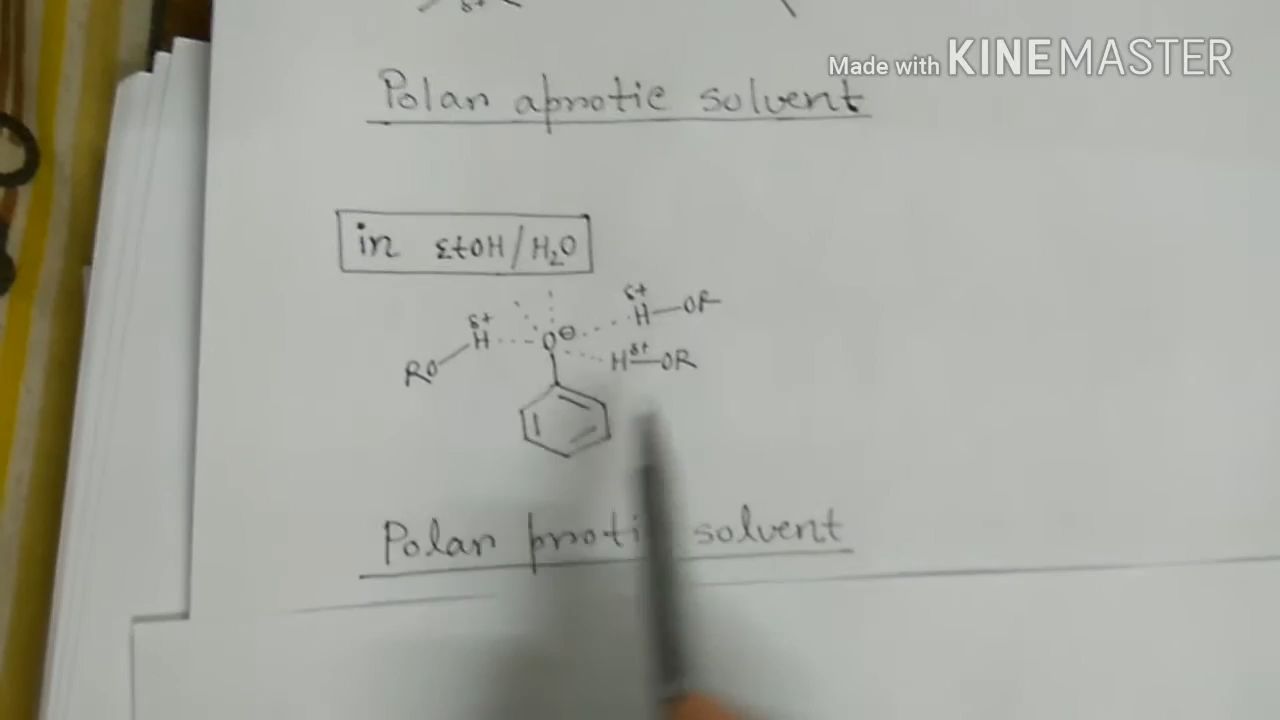 δ+
Made with KINEMASTER
Polar aprotic solvent
in EtOH/H₂O
δ+ H—OR
δ+ RO—H O⊖
H δ+—OR
Polar protic solvent